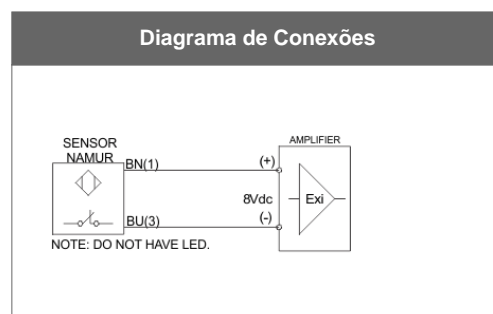 Diagrama de Conexões
SENSOR
NAMUR
BN(1)
BU(3)
NOTE: DO NOT HAVE LED.
AMPLIFIER
(+)
8Vdc
(-)
Exi